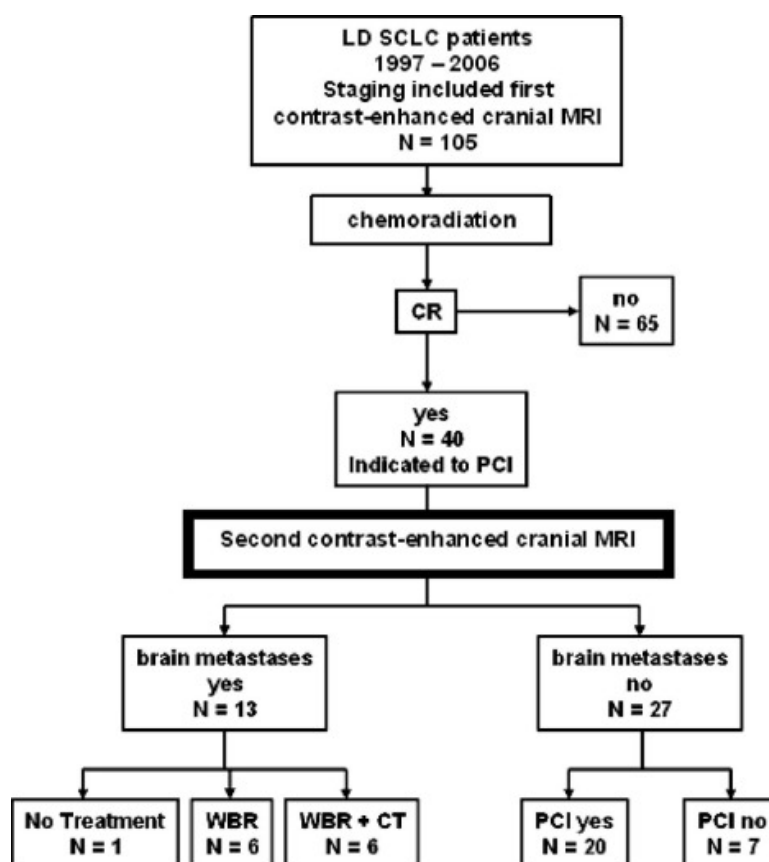 LD SCLC patients
1997 – 2006
Staging included first
contrast-enhanced cranial MRI
N = 105
chemoradiation
CR
no
N = 65
yes
N = 40
Indicated to PCI
Second contrast-enhanced cranial MRI
brain metastases
yes
N = 13
brain metastases
no
N = 27
No Treatment
N = 1
WBR
N = 6
WBR + CT
N = 6
PCI yes
N = 20
PCI no
N = 7